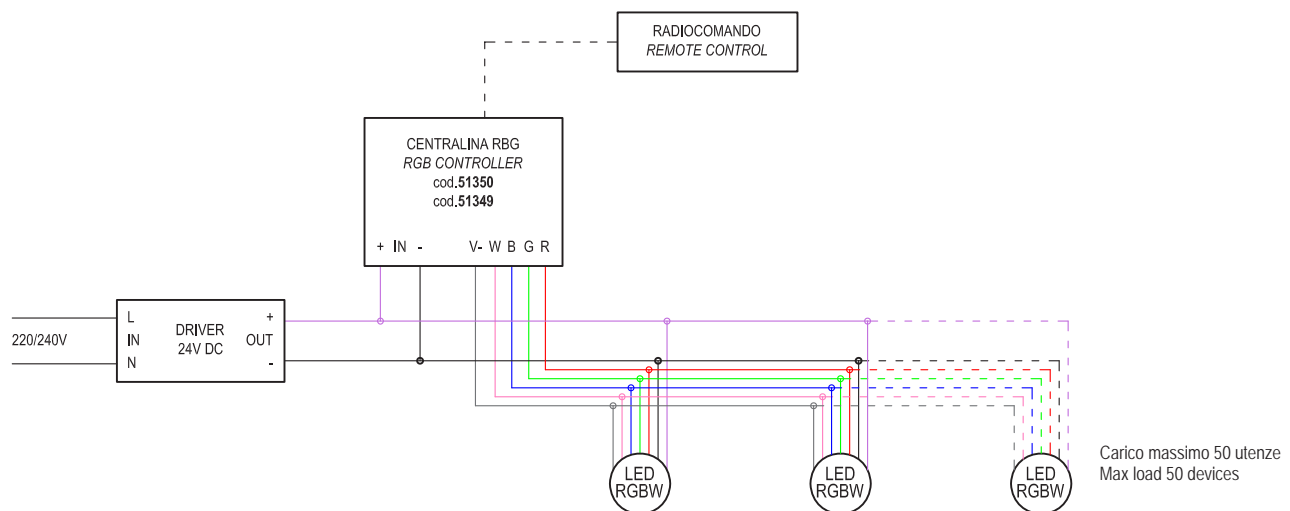 RADIOCOMANDO
REMOTE CONTROL
CENTRALINA RBG
RGB CONTROLLER
cod.51350
cod.51349
+ IN - V- W B G R
L +
220/240V IN DRIVER OUT
24V DC
N -
LED
RGBW
LED
RGBW
LED
RGBW
Carico massimo 50 utenze
Max load 50 devices